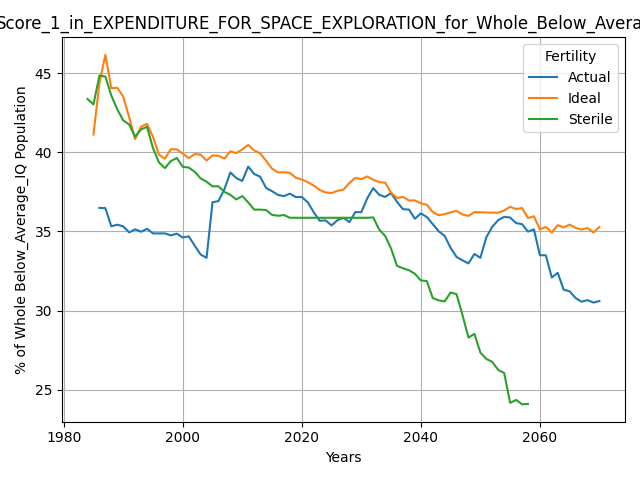 Score_1_in_EXPENDITURE_FOR_SPACE_EXPLORATION_for_Whole_Below_Avera
Fertility
Actual
Ideal
Sterile
% of Whole Below_Average_IQ Population
45
40
35
30
25
1980
2000
2020
2040
2060
Years